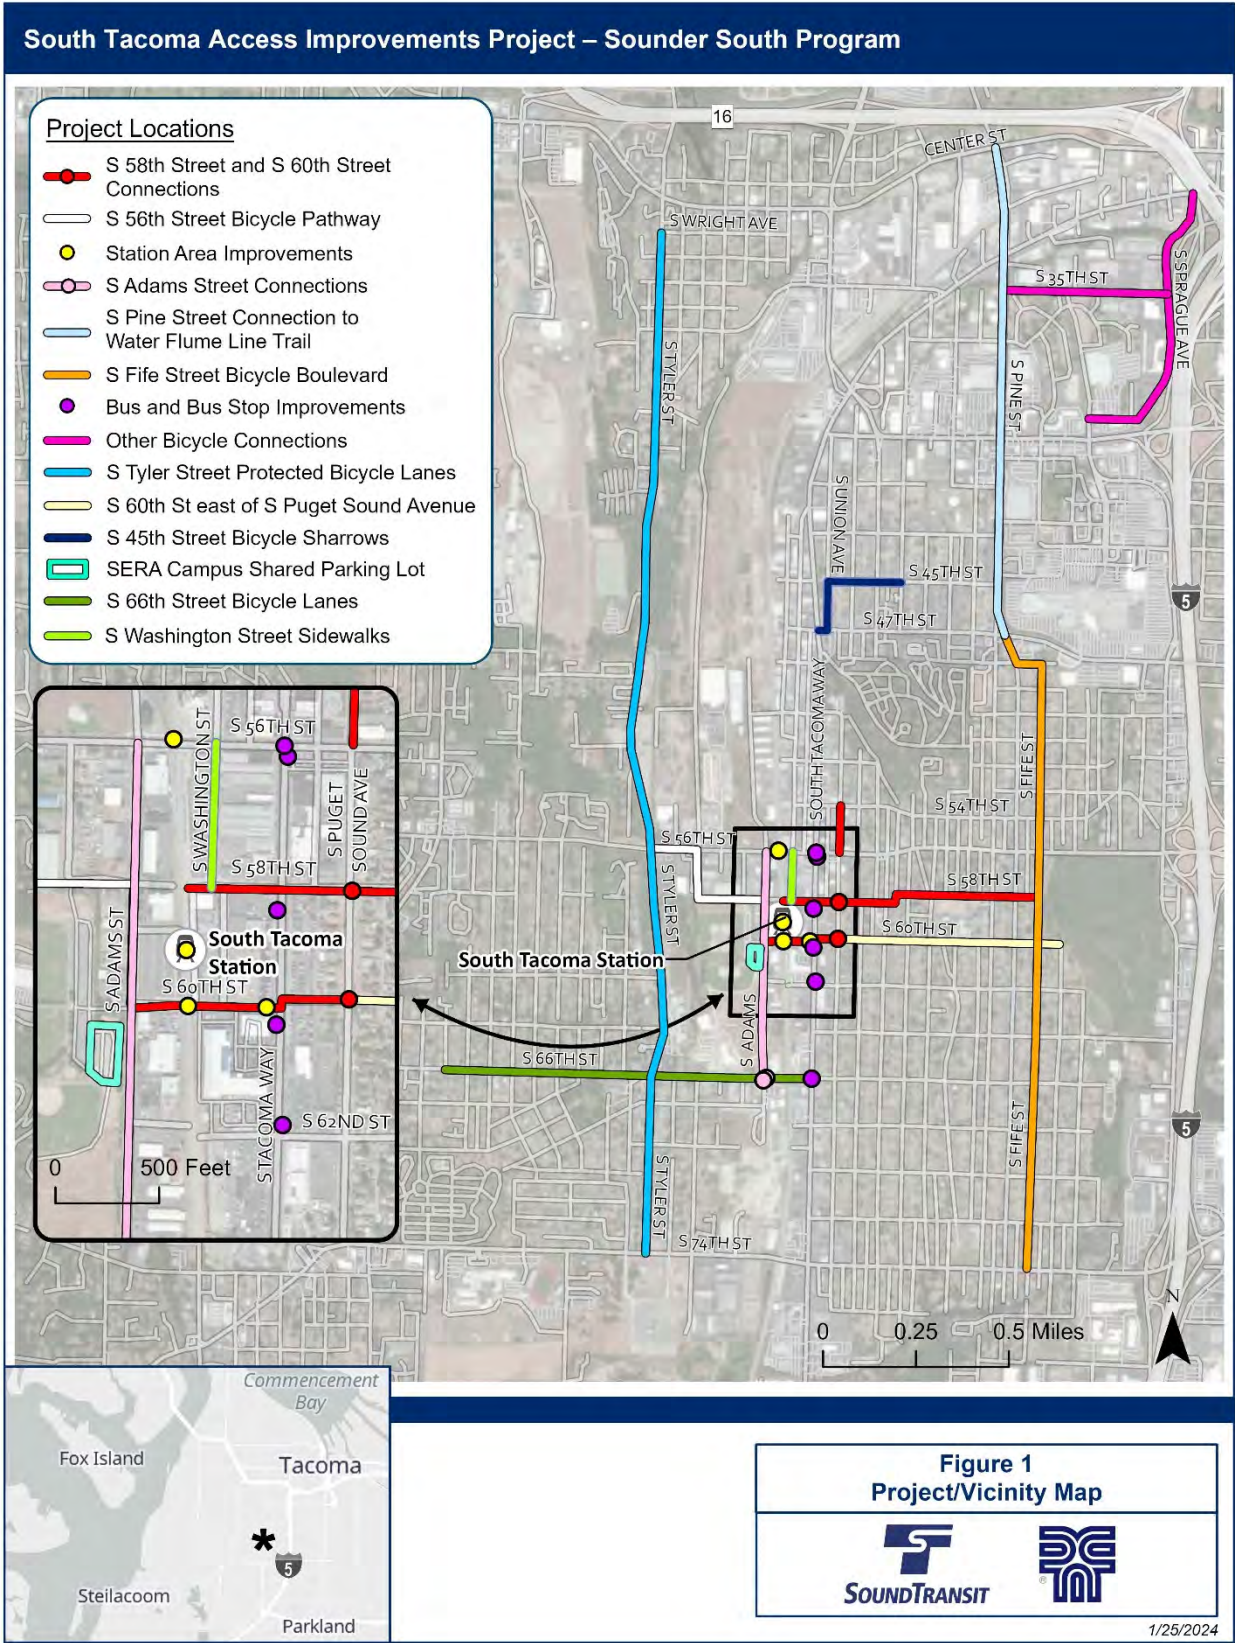 South Tacoma Access Improvements Project – Sounder South Program
Project Locations
S 58th Street and S 60th Street
Connections
S 56th Street Bicycle Pathway
Station Area Improvements
S Adams Street Connections
S Pine Street Connection to
Water Flume Line Trail
S Fife Street Bicycle Boulevard
Bus and Bus Stop Improvements
Other Bicycle Connections
S Tyler Street Protected Bicycle Lanes
S 60th St east of S Puget Sound Avenue
S 45th Street Bicycle Sharrows
SERA Campus Shared Parking Lot
S 66th Street Bicycle Lanes
S Washington Street Sidewalks
16
CENTER ST
S WRIGHT AVE
S 35TH ST
S SPRAGUE AVE
S TYLER ST
S PINE ST
S UNION AVE
S 45TH ST
S 47TH ST
5
SOUTH TACOMA WAY
S FIFE ST
S 54TH ST
S 56TH ST
S 58TH ST
S TYLER ST
S 60TH ST
South Tacoma Station
S ADAMS
S 66TH ST
S FIFE ST
5
S TYLER ST
S 74TH ST
N
0 0.25 0.5 Miles
S WASHINGTON ST
S 56TH ST
S PUGET
SOUND AVE
S 58TH ST
S ADAMS ST
South Tacoma
Station
S 60TH ST
S TACOMA WAY
S 62ND ST
0 500 Feet
Commencement
Bay
Fox Island
Tacoma
5
Steilacoom
Parkland
Figure 1
Project/Vicinity Map
SOUNDTRANSIT
®
1/25/2024